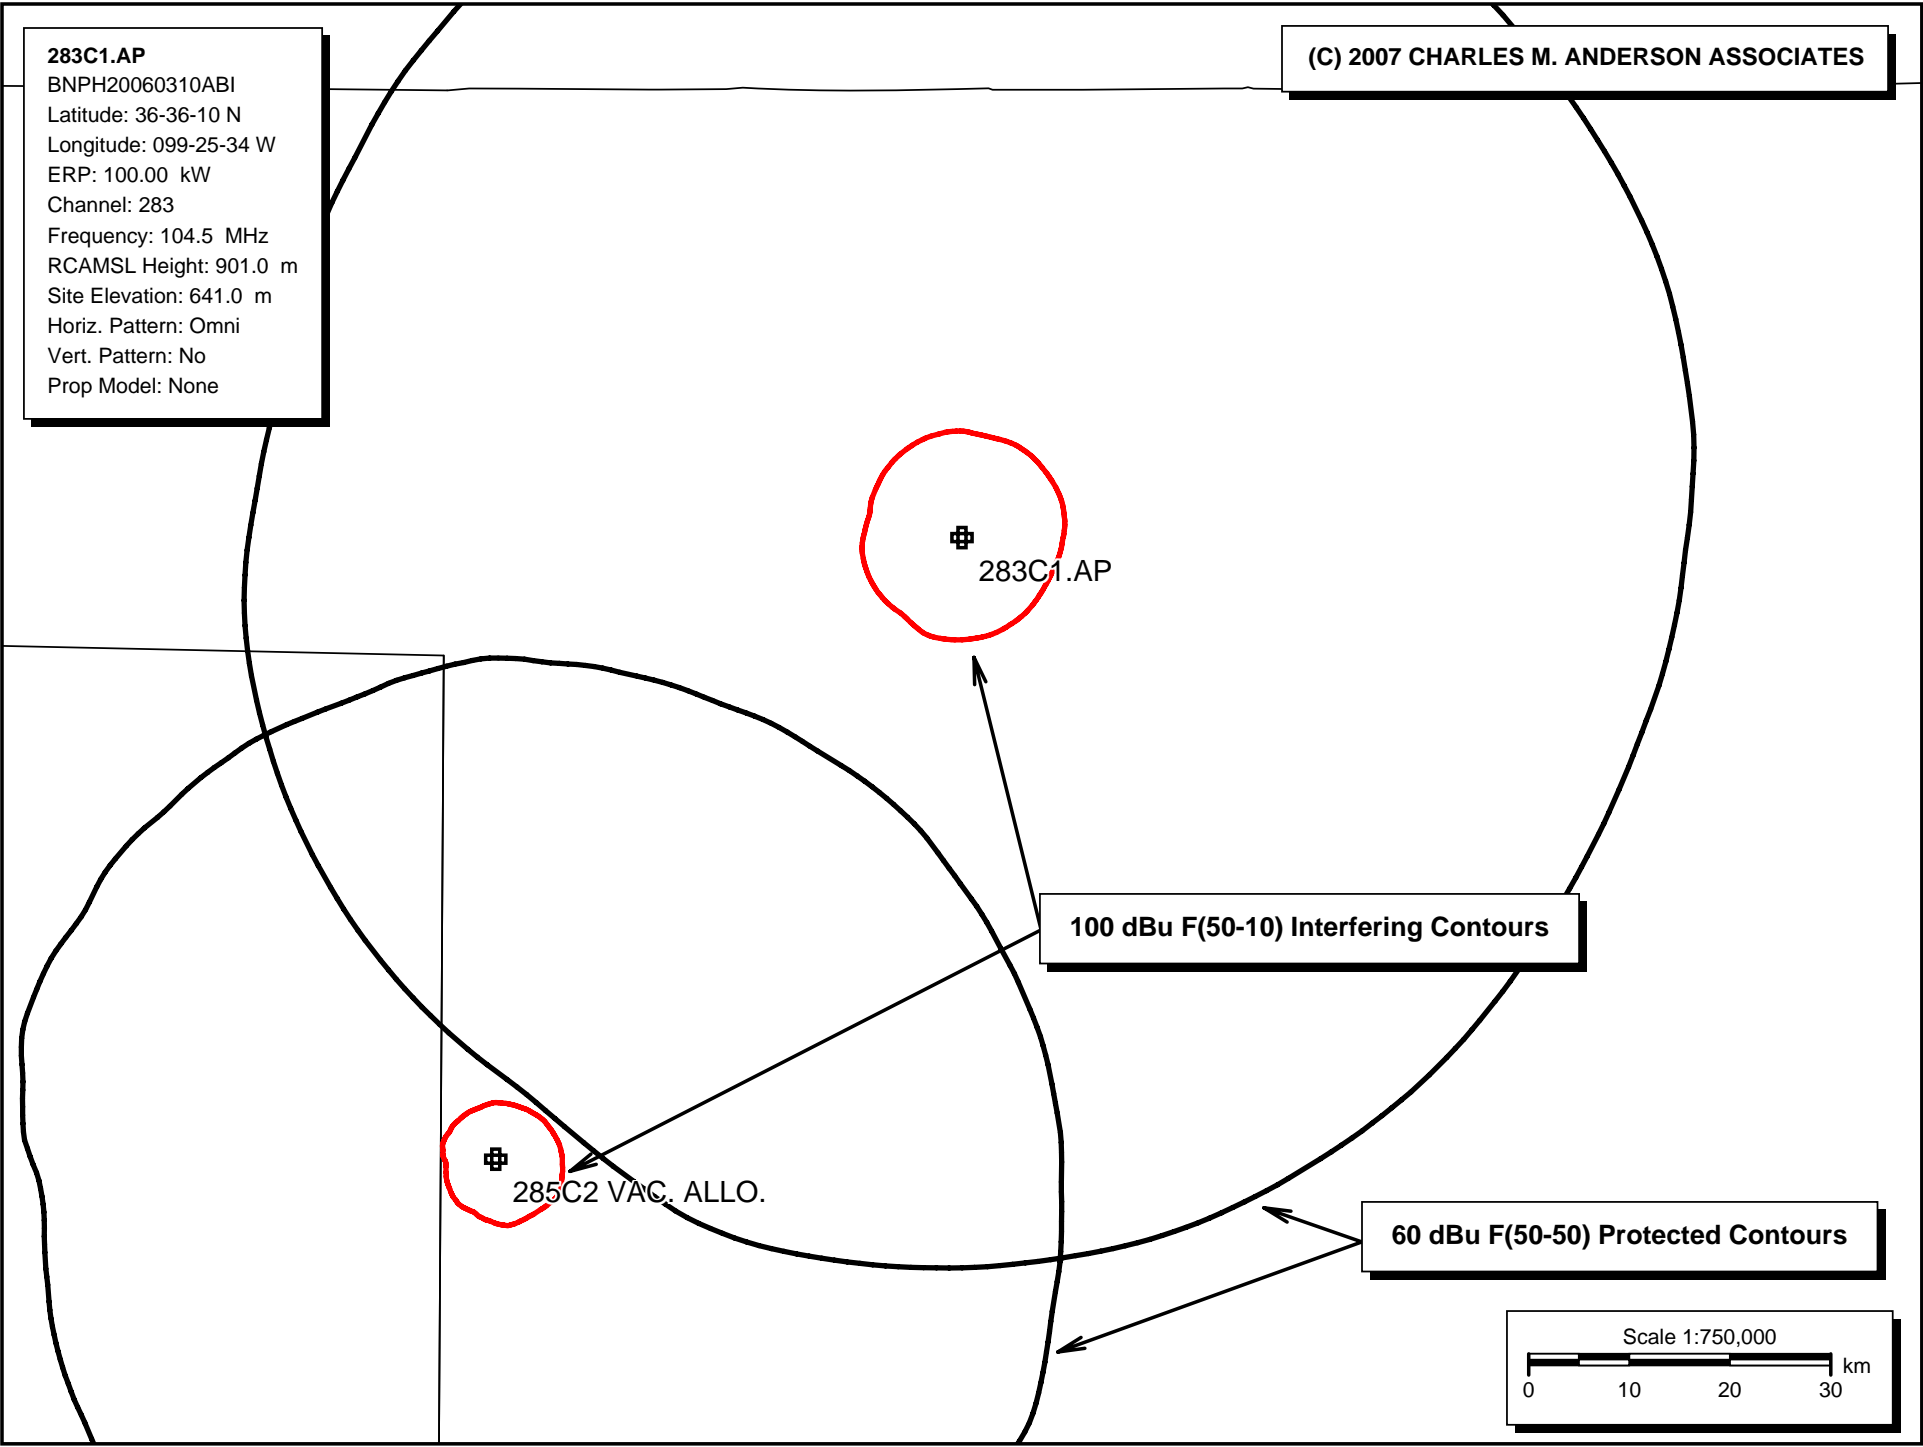 283C1.AP
BNPH20060310ABI
Latitude: 36-36-10 N
Longitude: 099-25-34 W
ERP: 100.00 kW
Channel: 283
Frequency: 104.5 MHz
RCAMSL Height: 901.0 m
Site Elevation: 641.0 m
Horiz. Pattern: Omni
Vert. Pattern: No
Prop Model: None
(C) 2007 CHARLES M. ANDERSON ASSOCIATES
283C1.AP
100 dBu F(50-10) Interfering Contours
285C2 VAC. ALLO.
60 dBu F(50-50) Protected Contours
Scale 1:750,000
km
0 10 20 30